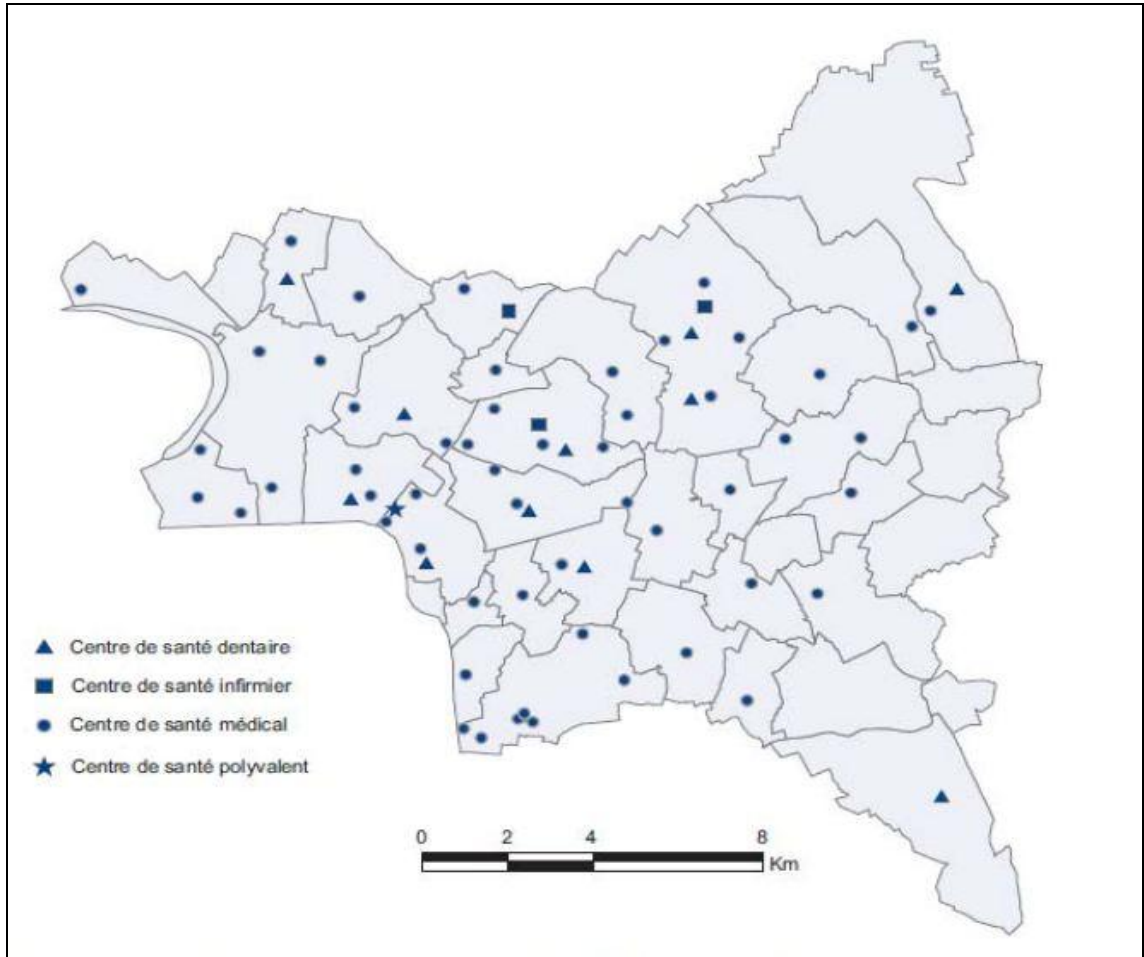 Centre de santé dentaire
Centre de santé infirmier
Centre de santé médical
Centre de santé polyvalent
0 2 4 8
Km